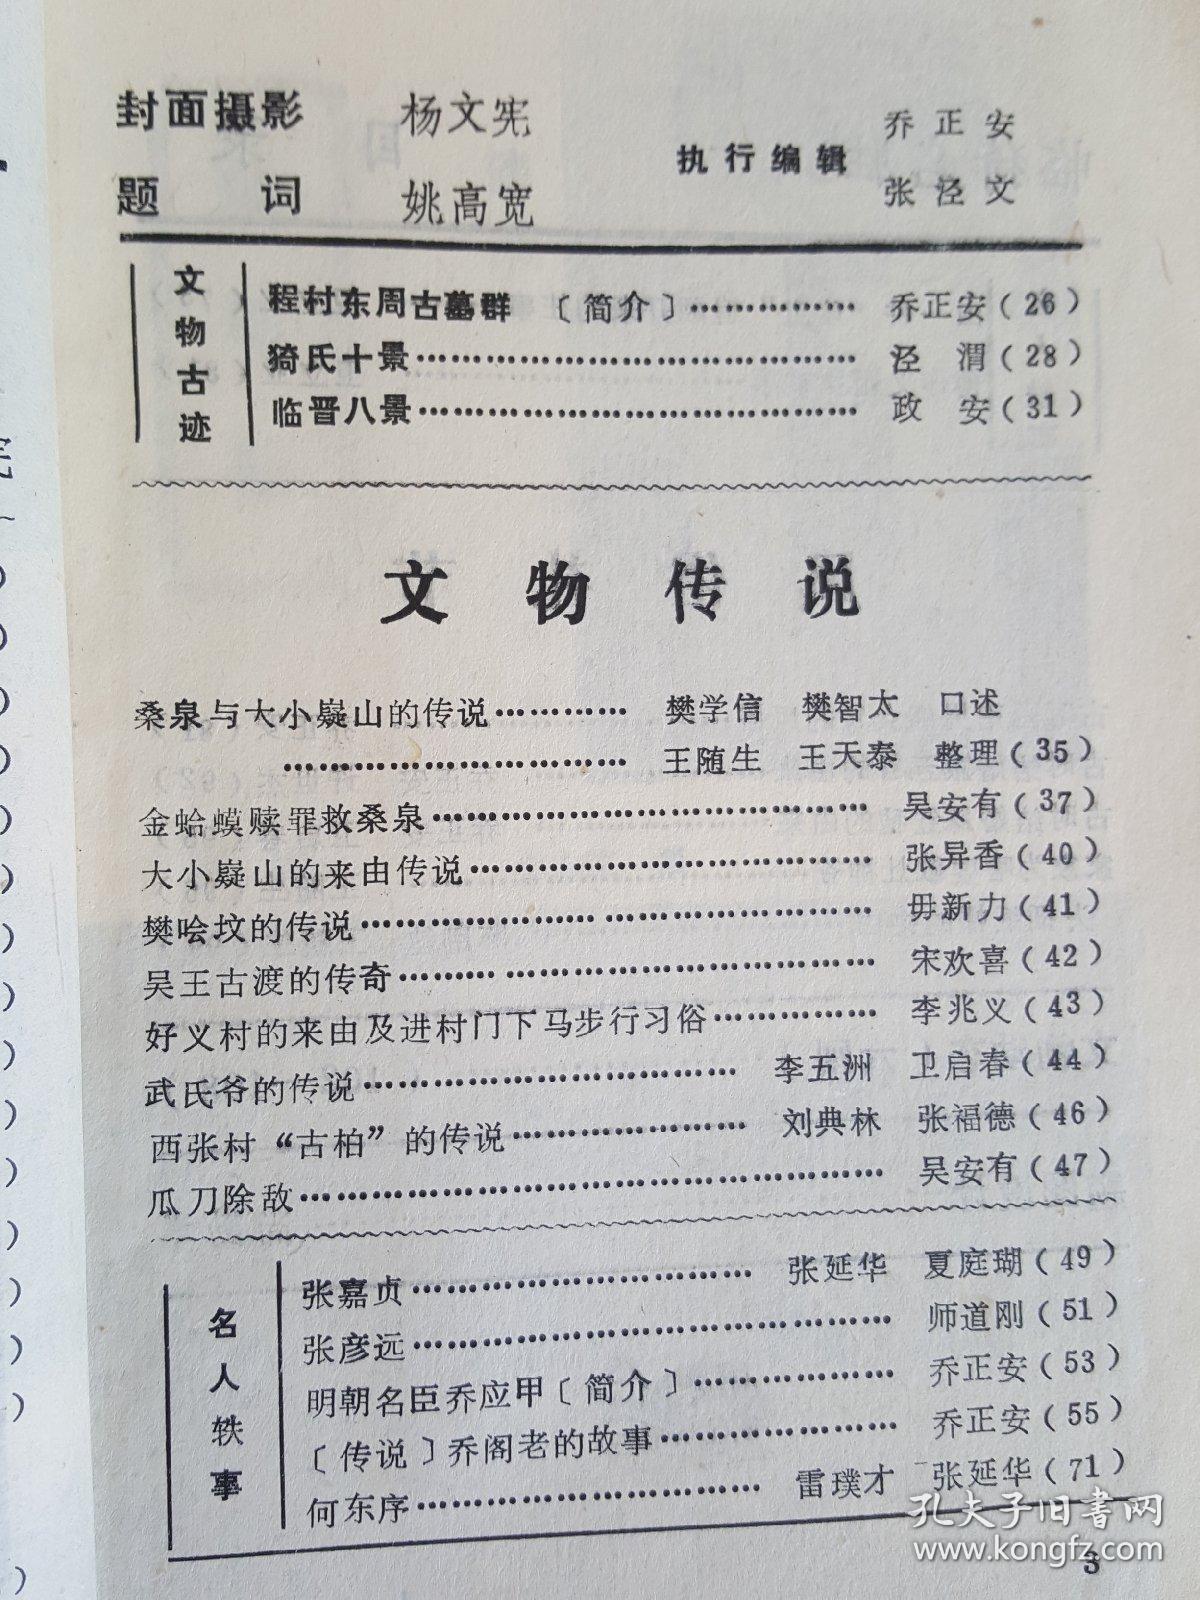 封面摄影 杨文宪
题词 姚高宽
执行编辑 乔正安 张泾文
文物古迹
程村东周古墓群〔简介〕…………… 乔正安(26)
猗氏十景…………………………………… 泾渭(28)
临晋八景…………………………………… 政安(31)
文物传说
桑泉与大小嶷山的传说………… 樊学信 樊智太 口述
…………………………… 王随生 王天泰 整理(35)
金蛤蟆赎罪救桑泉…………………………………… 吴安有(37)
大小嶷山的来由传说………………………………… 张异香(40)
樊哙坟的传说………………………………………… 毋新力(41)
吴王古渡的传奇……………………………………… 宋欢喜(42)
好义村的来由及进村门下马步行习俗…………… 李兆义(43)
武氏爷的传说……………………………… 李五洲 卫启春(44)
西张村“古柏”的传说………………… 刘典林 张福德(46)
瓜刀除敌……………………………………………… 吴安有(47)
名人轶事
张嘉贞…………………………… 张延华 夏庭瑚(49)
张彦远……………………………………… 师道刚(51)
明朝名臣乔应甲〔简介〕……………… 乔正安(53)
〔传说〕乔阁老的故事………………… 乔正安(55)
何东序…………………………… 雷璞才 张延华(71)
3
孔夫子旧书网
www.kongfz.com